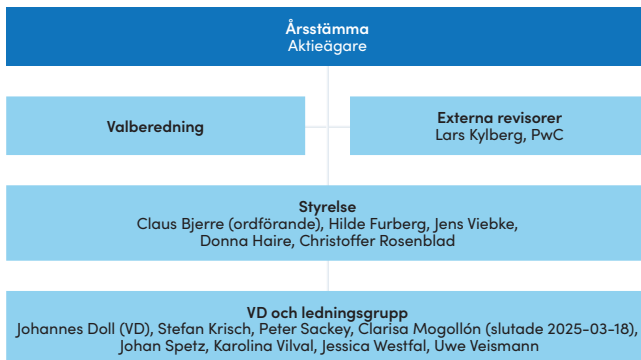 Årsstämma
Aktieägare
Valberedning
Externa revisorer
Lars Kylberg, PwC
Styrelse
Claus Bjerre (ordförande), Hilde Furberg, Jens Viebke,
Donna Haire, Christoffer Rosenblad
VD och ledningsgrupp
Johannes Doll (VD), Stefan Krisch, Peter Sackey, Clarisa Mogollón (slutade 2025-03-18),
Johan Spetz, Karolina Vilval, Jessica Westfal, Uwe Veismann